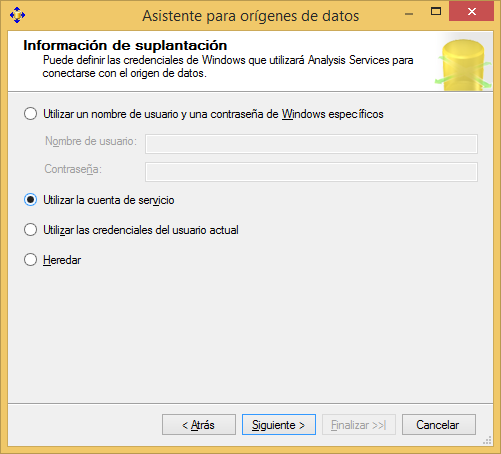 Asistente para orígenes de datos
Información de suplantación
Puede definir las credenciales de Windows que utilizará Analysis Services para
conectarse con el origen de datos.
Utilizar un nombre de usuario y una contraseña de Windows específicos
Nombre de usuario:
Contraseña:
Utilizar la cuenta de servicio
Utilizar las credenciales del usuario actual
Heredar
< Atrás
Siguiente >
Finalizar >>|
Cancelar